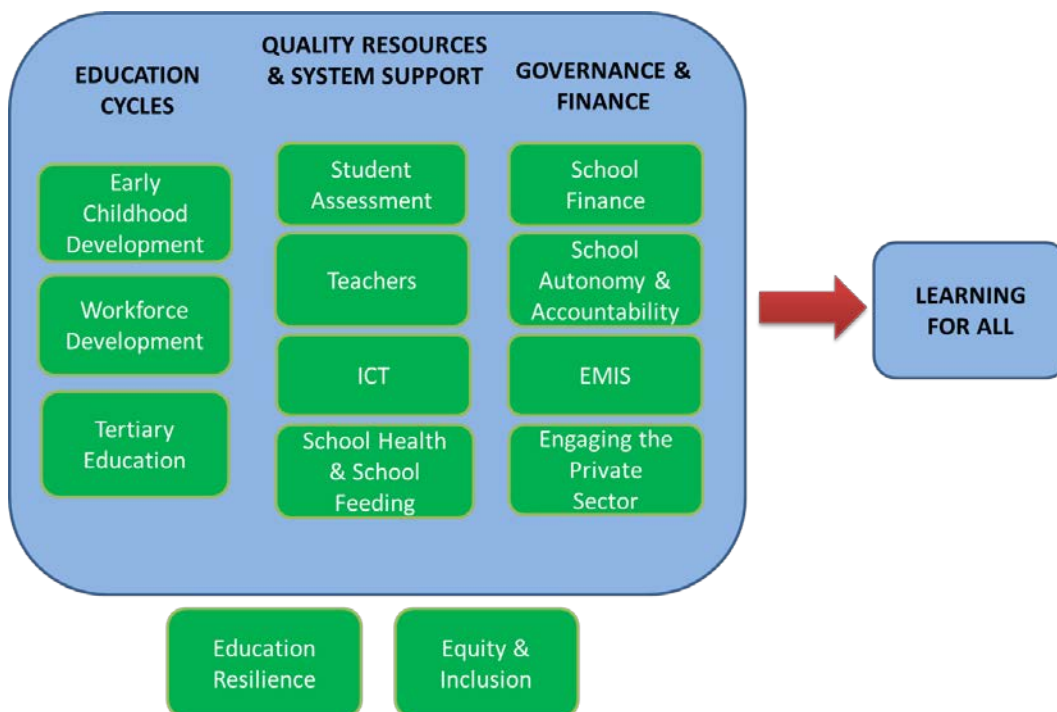 EDUCATION
CYCLES
Early
Childhood
Development
Workforce
Development
Tertiary
Education
QUALITY RESOURCES
& SYSTEM SUPPORT
Student
Assessment
Teachers
ICT
School Health
& School
Feeding
GOVERNANCE &
FINANCE
School
Finance
School
Autonomy &
Accountability
EMIS
Engaging the
Private
Sector
LEARNING
FOR ALL
Education
Resilience
Equity &
Inclusion